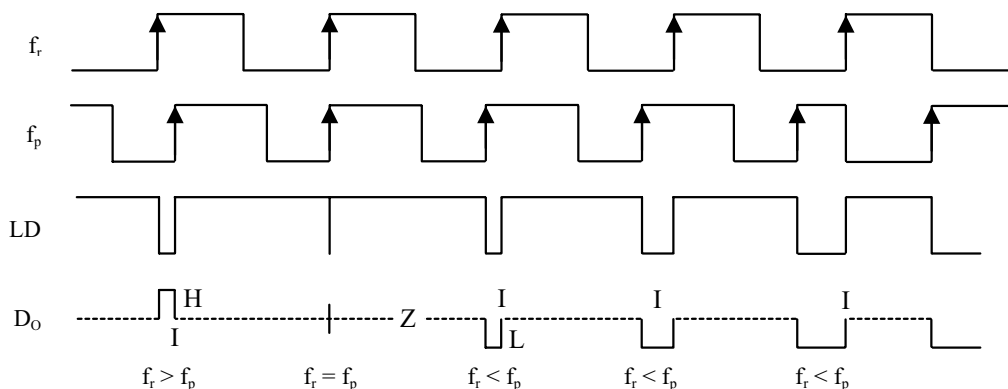 fr
fp
LD
H
I
I
I
Z
I
L
DO
fr > fp
fr = fp
fr < fp
fr < fp
fr < fp